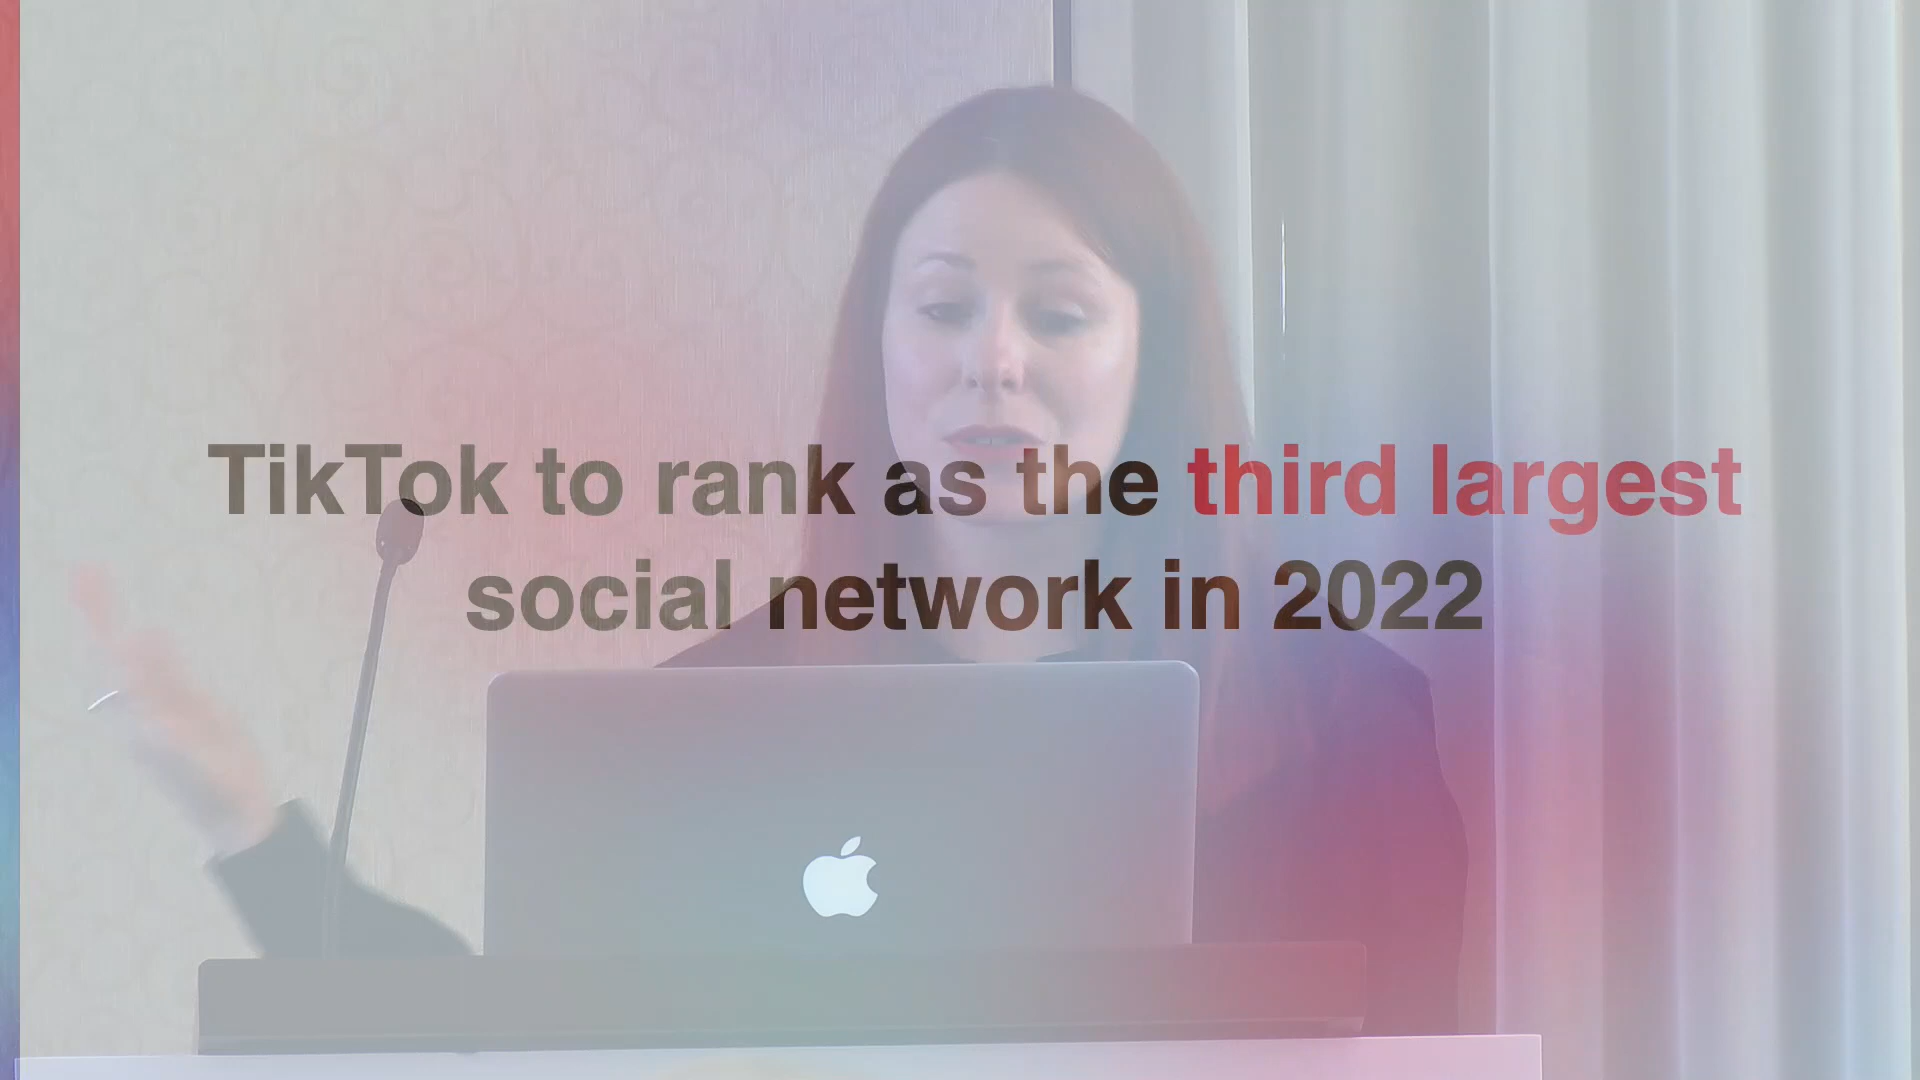 TikTok to rank as the third largest
social network in 2022